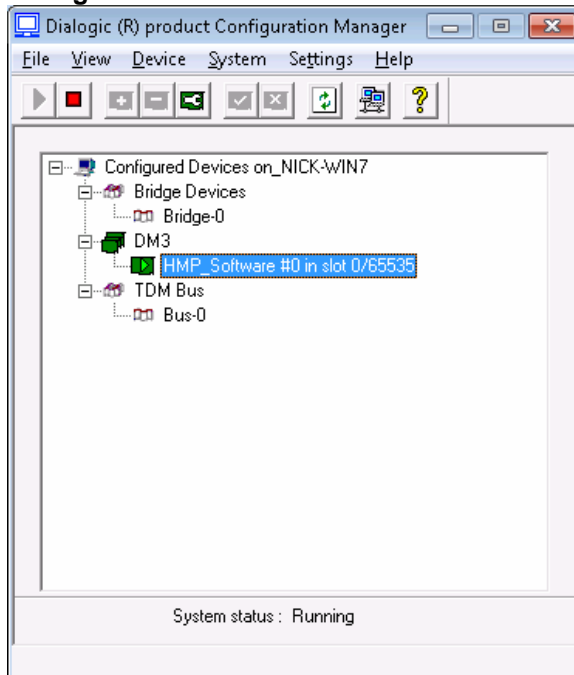 Dialogic (R) product Configuration Manager
File View Device System Settings Help
Configured Devices on_NICK-WIN7
Bridge Devices
Bridge-0
DM3
HMP_Software #0 in slot 0/65535
TDM Bus
Bus-0
System status : Running